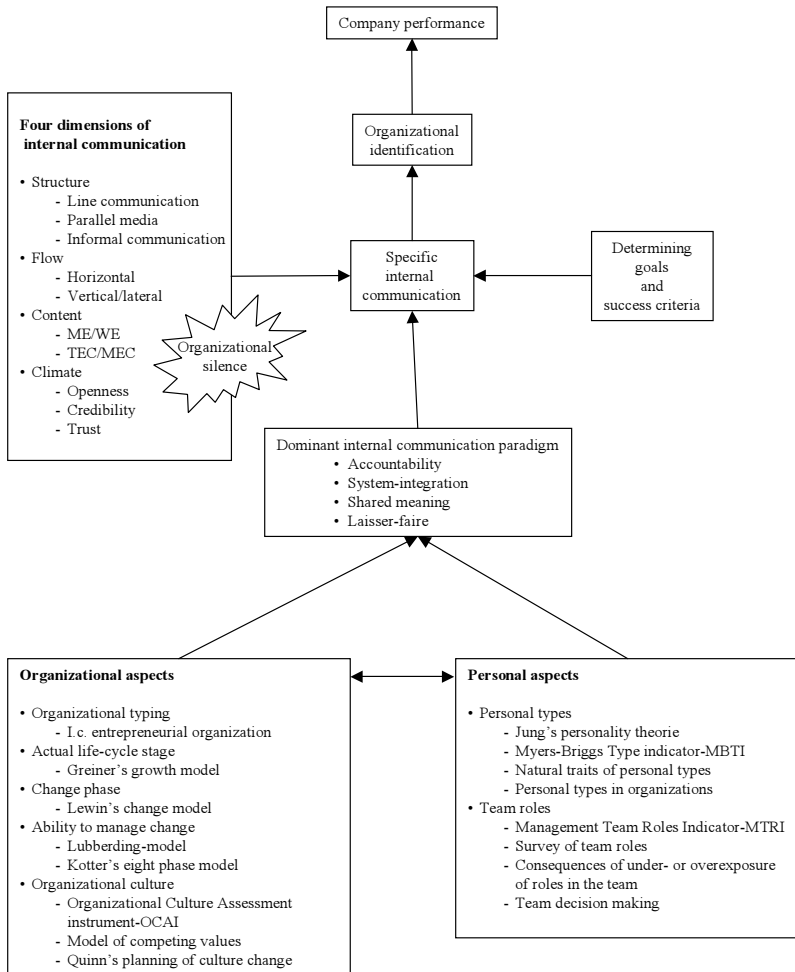 Company performance
Organizational
identification
Four dimensions of
internal communication
• Structure
- Line communication
- Parallel media
- Informal communication
• Flow
- Horizontal
- Vertical/lateral
• Content
- ME/WE
- TEC/MEC
• Climate
- Openness
- Credibility
- Trust
Organizational
silence
Specific
internal
communication
Determining
goals
and
success criteria
Dominant internal communication paradigm
• Accountability
• System-integration
• Shared meaning
• Laisser-faire
Organizational aspects
• Organizational typing
- I.c. entrepreneurial organization
• Actual life-cycle stage
- Greiner's growth model
• Change phase
- Lewin's change model
• Ability to manage change
- Lubberding-model
- Kotter's eight phase model
• Organizational culture
- Organizational Culture Assessment
instrument-OCAI
- Model of competing values
- Quinn's planning of culture change
Personal aspects
• Personal types
- Jung's personality theorie
- Myers-Briggs Type indicator-MBTI
- Natural traits of personal types
- Personal types in organizations
• Team roles
- Management Team Roles Indicator-MTRI
- Survey of team roles
- Consequences of under- or overexposure
of roles in the team
- Team decision making